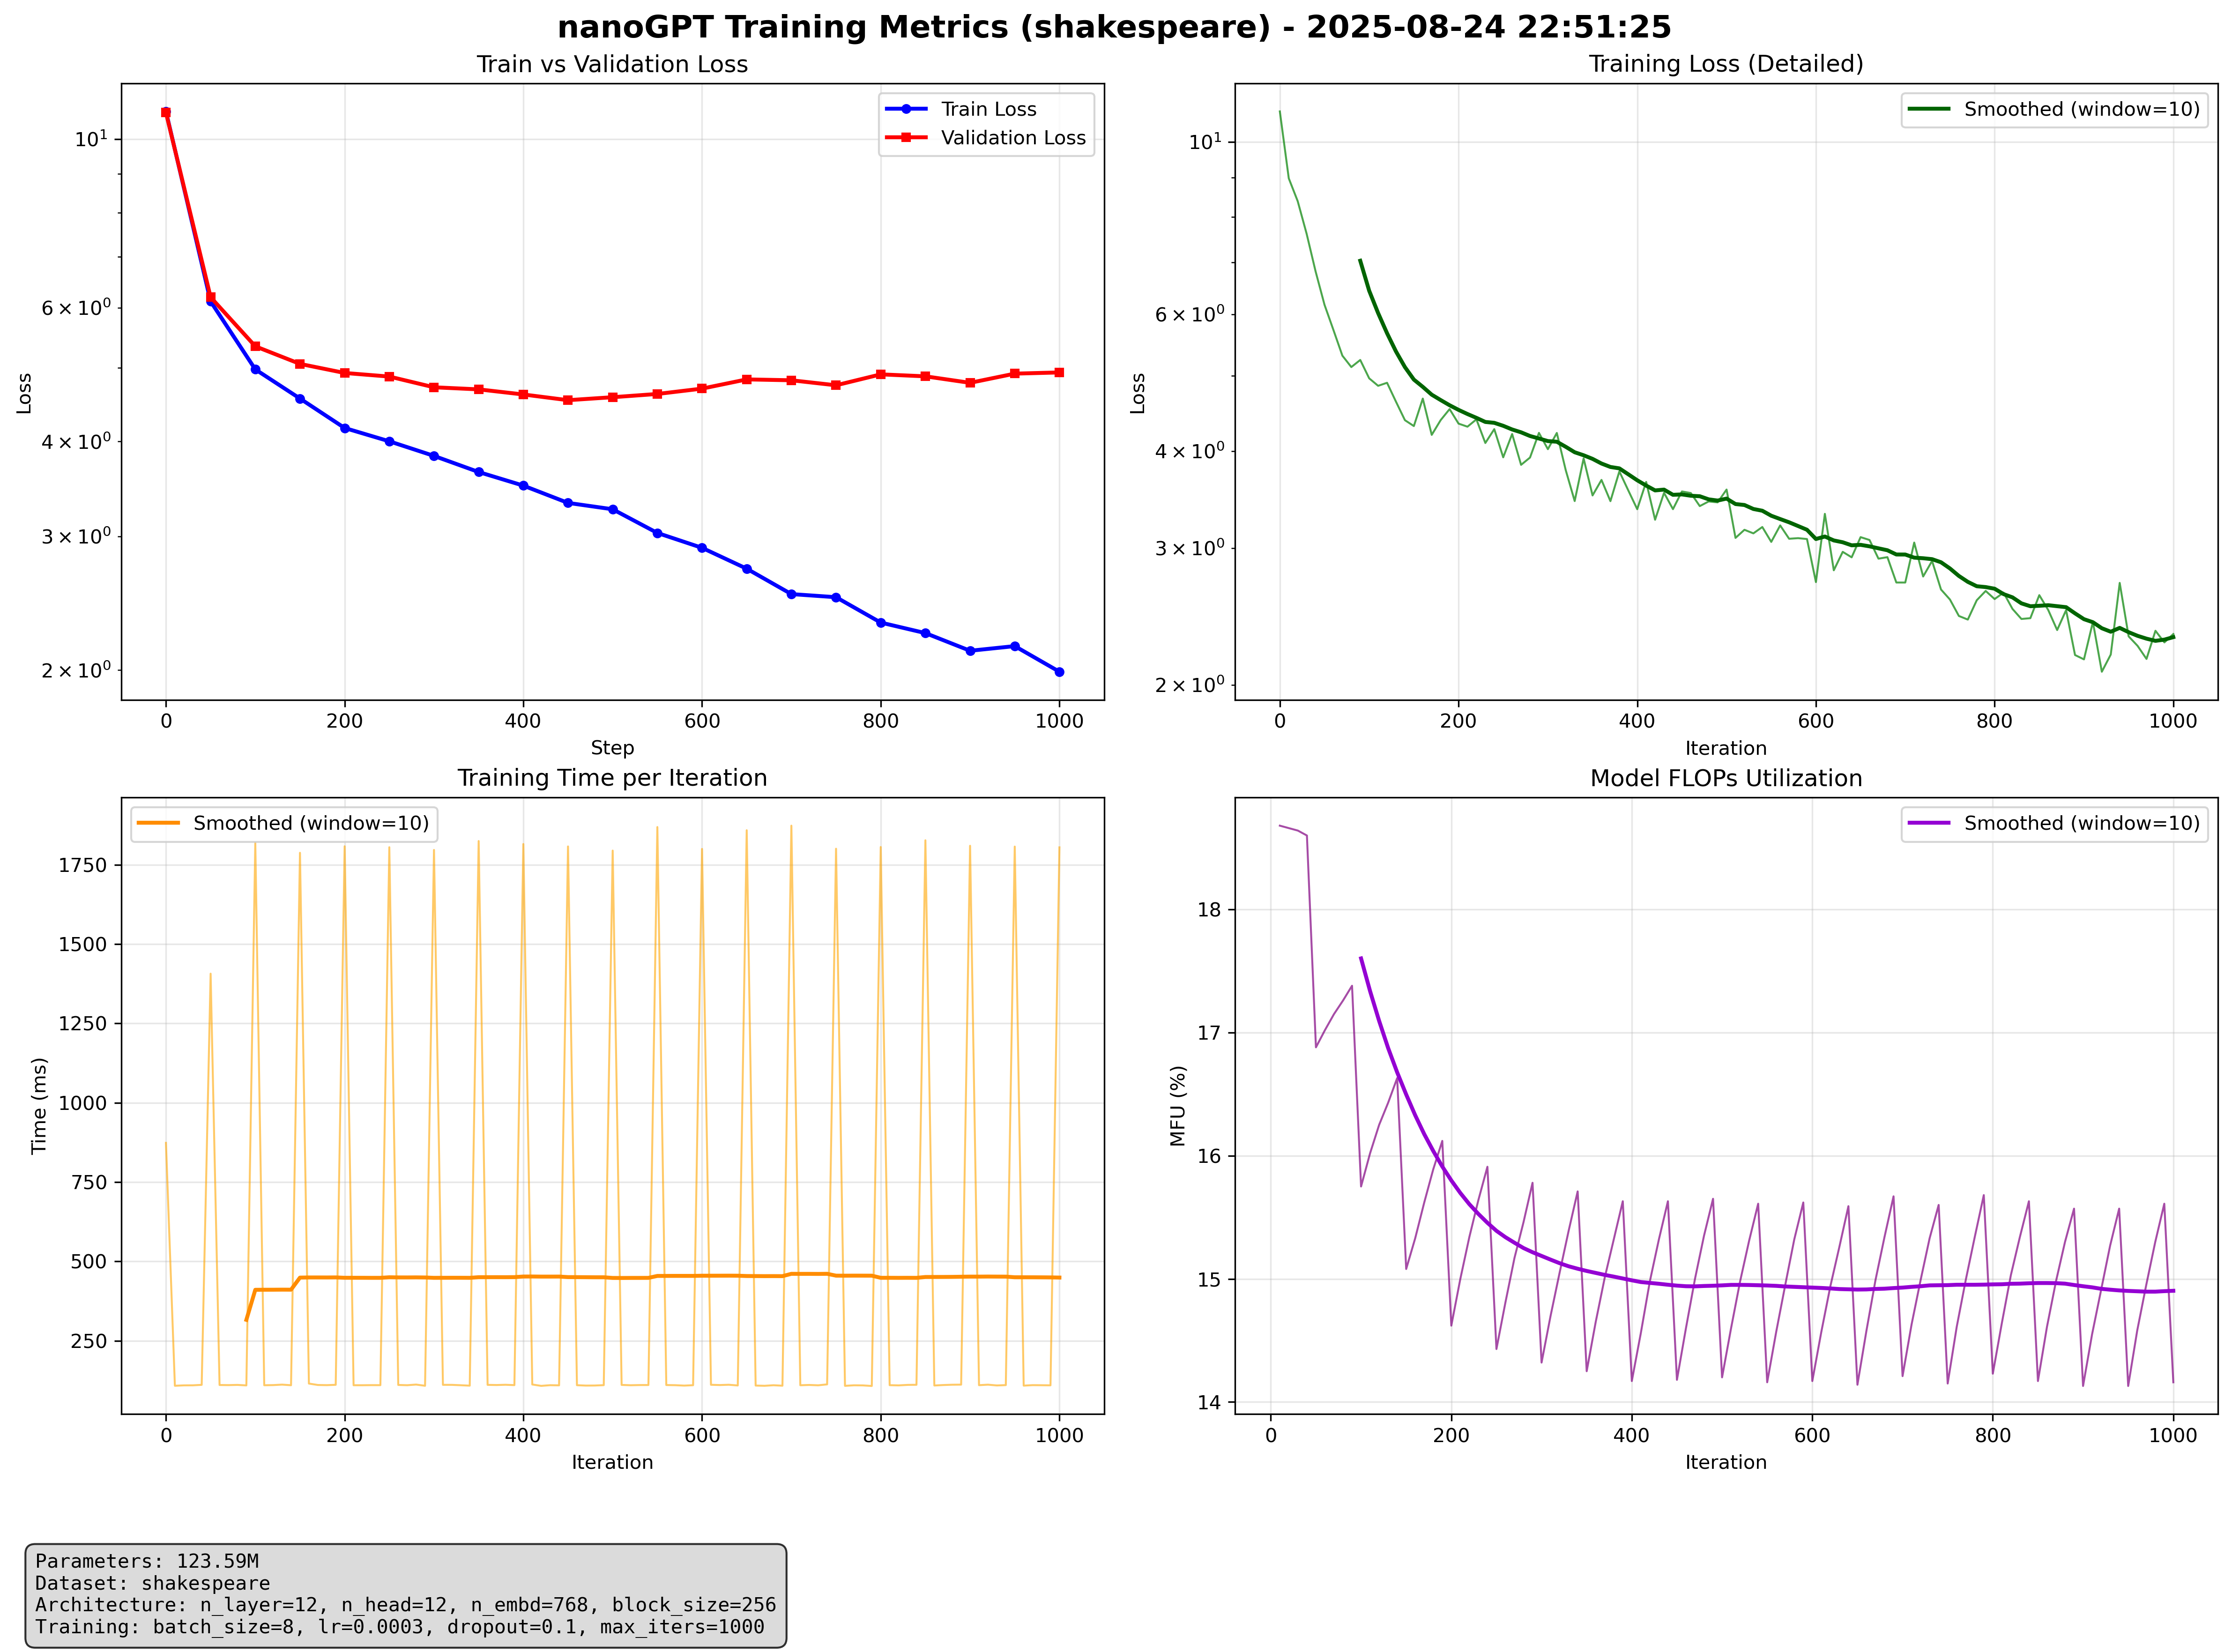 nanoGPT Training Metrics (shakespeare) - 2025-08-24 22:51:25
Train vs Validation Loss
Train Loss
Validation Loss
10¹
6 × 10⁰
4 × 10⁰
3 × 10⁰
2 × 10⁰
Loss
0 200 400 600 800 1000
Step
Training Loss (Detailed)
Smoothed (window=10)
10¹
6 × 10⁰
4 × 10⁰
3 × 10⁰
2 × 10⁰
Loss
0 200 400 600 800 1000
Iteration
Training Time per Iteration
Smoothed (window=10)
1750
1500
1250
1000
750
500
250
Time (ms)
0 200 400 600 800 1000
Iteration
Model FLOPs Utilization
Smoothed (window=10)
18
17
16
15
14
MFU (%)
0 200 400 600 800 1000
Iteration
Parameters: 123.59M
Dataset: shakespeare
Architecture: n_layer=12, n_head=12, n_embd=768, block_size=256
Training: batch_size=8, lr=0.0003, dropout=0.1, max_iters=1000